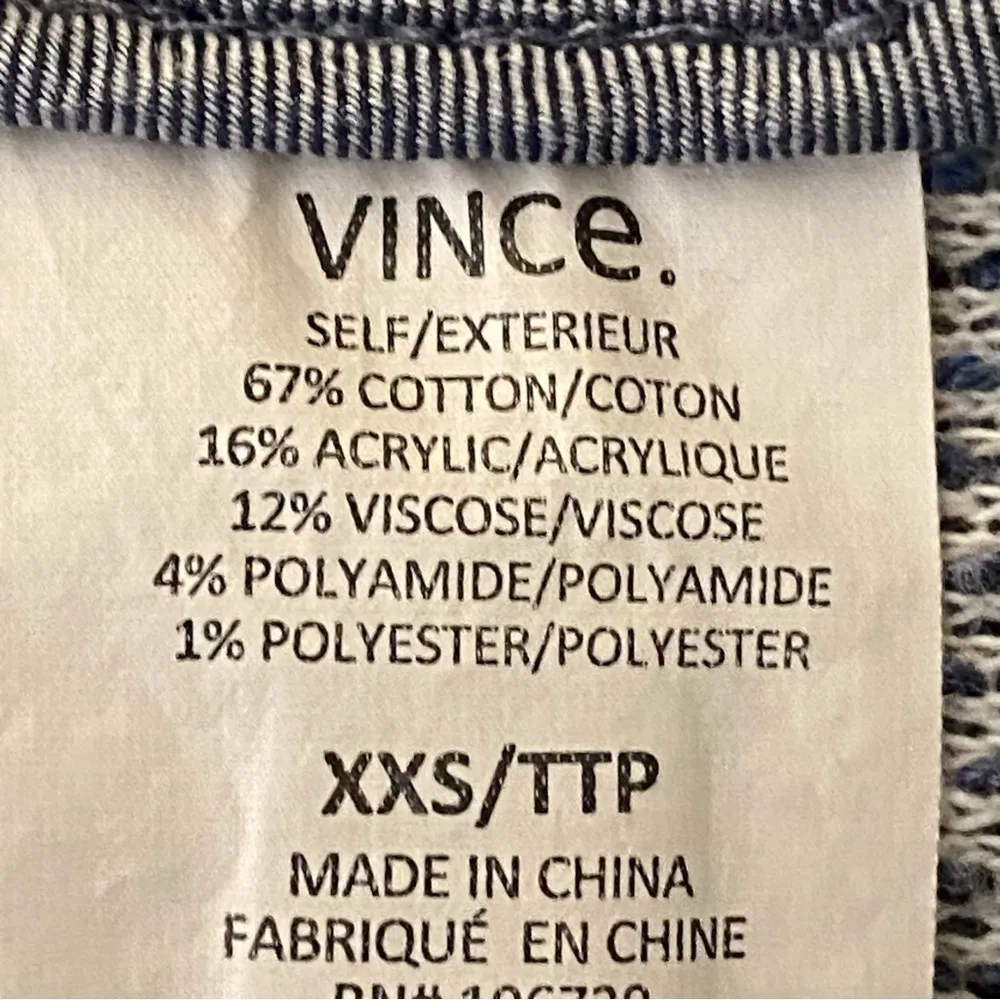 VINCe.
SELF/EXTERIEUR
67% COTTON/COTON
16% ACRYLIC/ACRYLIQUE
12% VISCOSE/VISCOSE
4% POLYAMIDE/POLYAMIDE
1% POLYESTER/POLYESTER
XXS/TTP
MADE IN CHINA
FABRIQUÉ EN CHINE
RN#